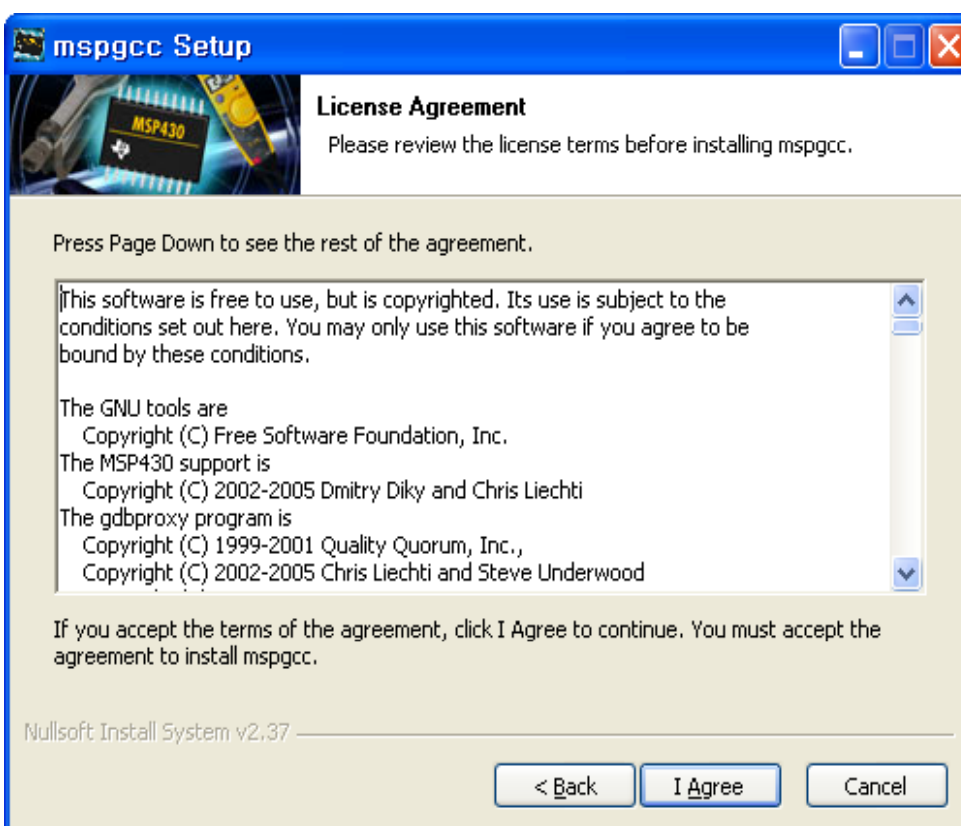 mspgcc Setup
MSP430
License Agreement
Please review the license terms before installing mspgcc.
Press Page Down to see the rest of the agreement.
This software is free to use, but is copyrighted. Its use is subject to the
conditions set out here. You may only use this software if you agree to be
bound by these conditions.
The GNU tools are
Copyright (C) Free Software Foundation, Inc.
The MSP430 support is
Copyright (C) 2002-2005 Dmitry Diky and Chris Liechti
The gdbproxy program is
Copyright (C) 1999-2001 Quality Quorum, Inc.,
Copyright (C) 2002-2005 Chris Liechti and Steve Underwood
If you accept the terms of the agreement, click I Agree to continue. You must accept the
agreement to install mspgcc.
Nullsoft Install System v2.37
< Back
I Agree
Cancel